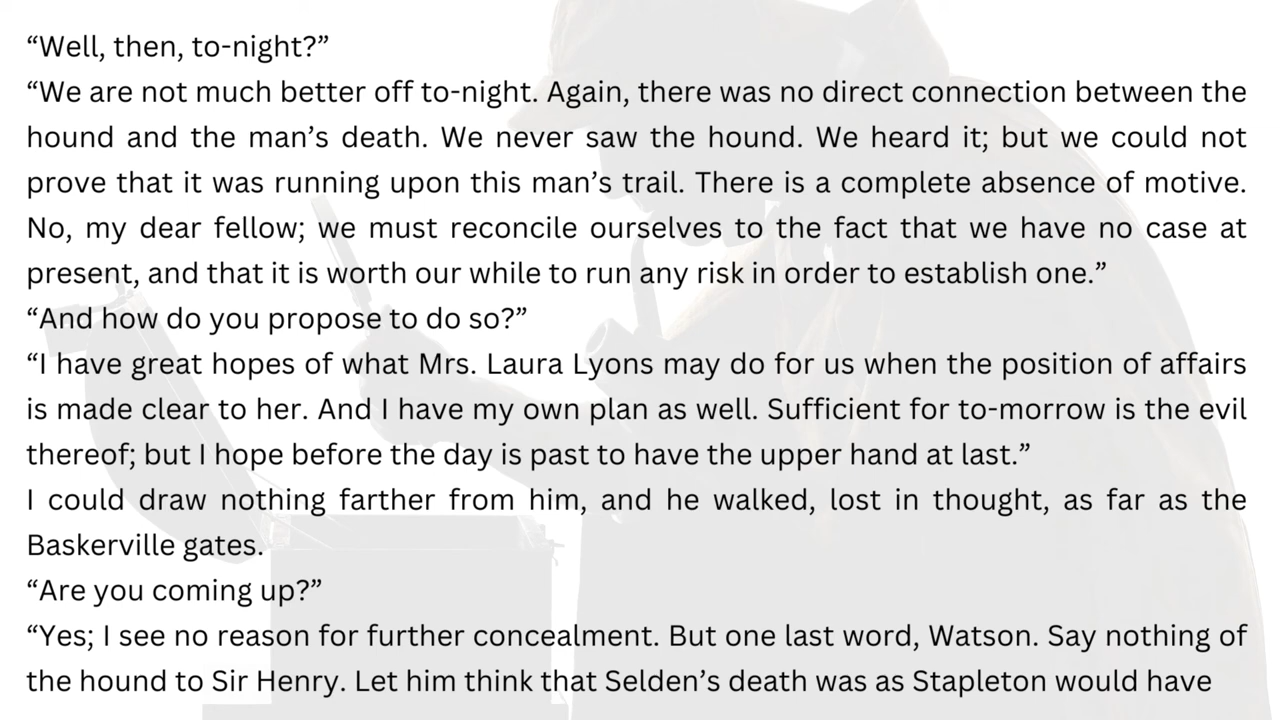 “Well, then, to-night?”
“We are not much better off to-night. Again, there was no direct connection between the
hound and the man’s death. We never saw the hound. We heard it; but we could not
prove that it was running upon this man’s trail. There is a complete absence of motive.
No, my dear fellow; we must reconcile ourselves to the fact that we have no case at
present, and that it is worth our while to run any risk in order to establish one.”
“And how do you propose to do so?”
“I have great hopes of what Mrs. Laura Lyons may do for us when the position of affairs
is made clear to her. And I have my own plan as well. Sufficient for to-morrow is the evil
thereof; but I hope before the day is past to have the upper hand at last.”
I could draw nothing farther from him, and he walked, lost in thought, as far as the
Baskerville gates.
“Are you coming up?”
“Yes; I see no reason for further concealment. But one last word, Watson. Say nothing of
the hound to Sir Henry. Let him think that Selden’s death was as Stapleton would have